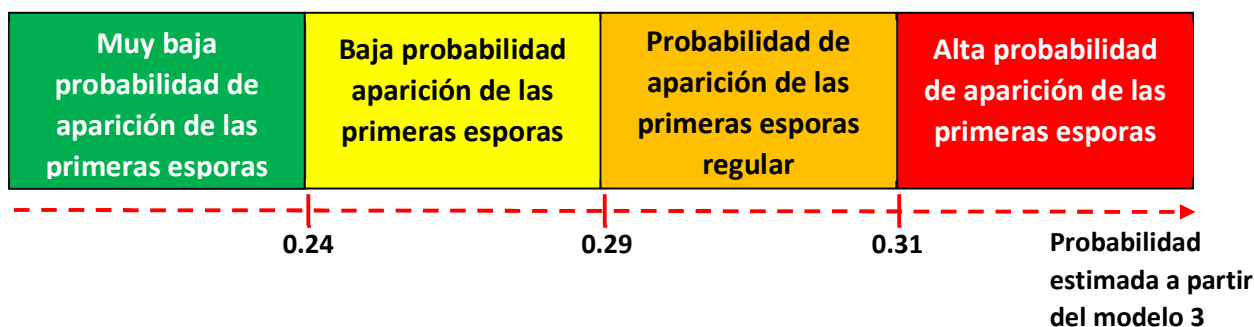 Muy baja
probabilidad de
aparición de las
primeras esporas
Baja probabilidad
aparición de las
primeras esporas
Probabilidad de
aparición de las
primeras esporas
regular
Alta probabilidad
de aparición de las
primeras esporas
0.24
0.29
0.31
Probabilidad
estimada a partir
del modelo 3